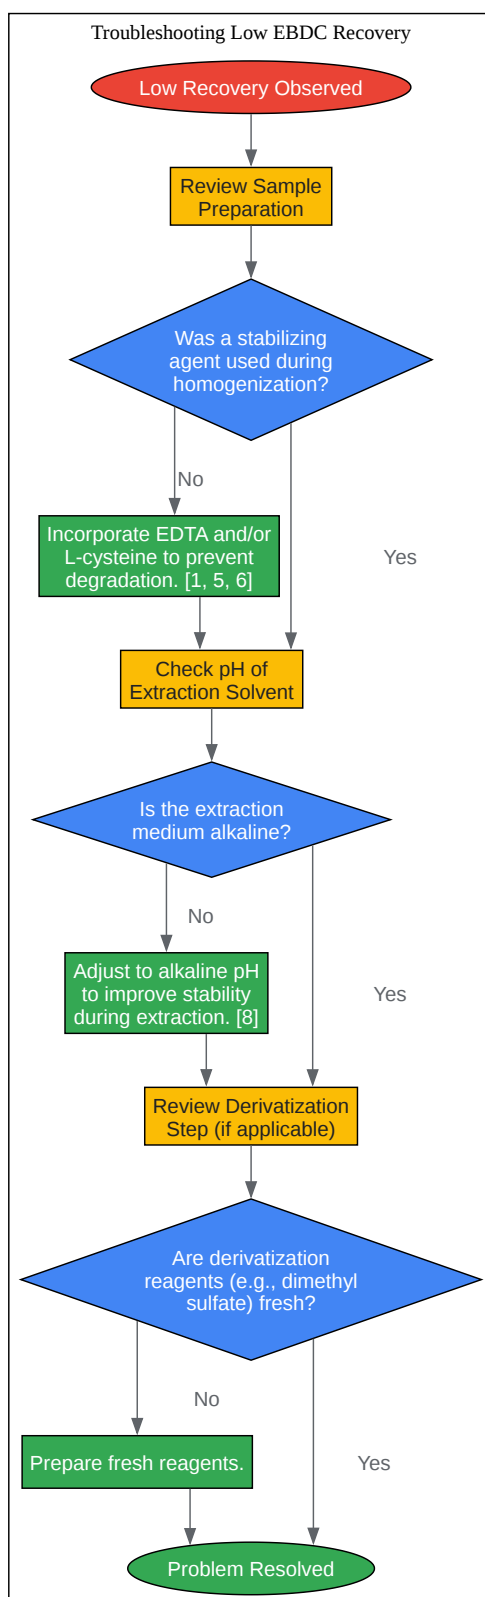 Troubleshooting Low EBDC Recovery
Low Recovery Observed
Review Sample
Preparation
Was a stabilizing
agent used during
homogenization?
No
Yes
Incorporate EDTA and/or
L-cysteine to prevent
degradation. [1, 5, 6]
Check pH of
Extraction Solvent
Is the extraction
medium alkaline?
No
Yes
Adjust to alkaline pH
to improve stability
during extraction. [8]
Review Derivatization
Step (if applicable)
Are derivatization
reagents (e.g., dimethyl
sulfate) fresh?
No
Yes
Prepare fresh reagents.
Problem Resolved